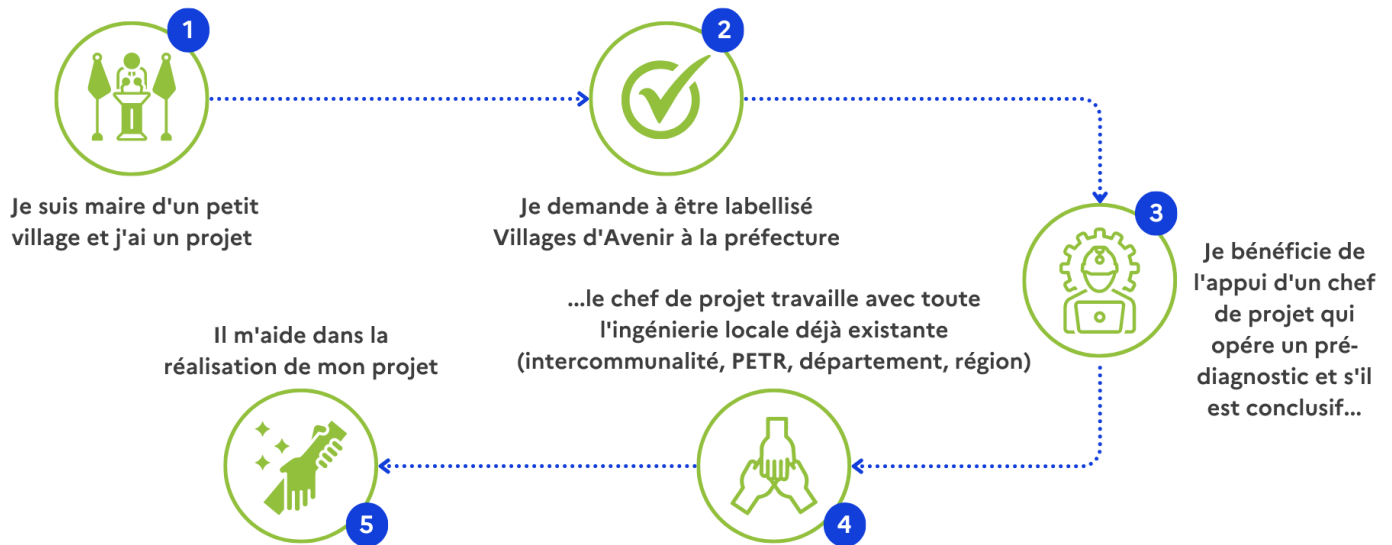 1
Je suis maire d'un petit
village et j'ai un projet
2
Je demande à être labellisé
Villages d'Avenir à la préfecture
3
Je bénéficie de
l'appui d'un chef
de projet qui
opére un pré-
diagnostic et s'il
est conclusif...
...le chef de projet travaille avec toute
l'ingénierie locale déjà existante
(intercommunalité, PETR, département, région)
4
Il m'aide dans la
réalisation de mon projet
5